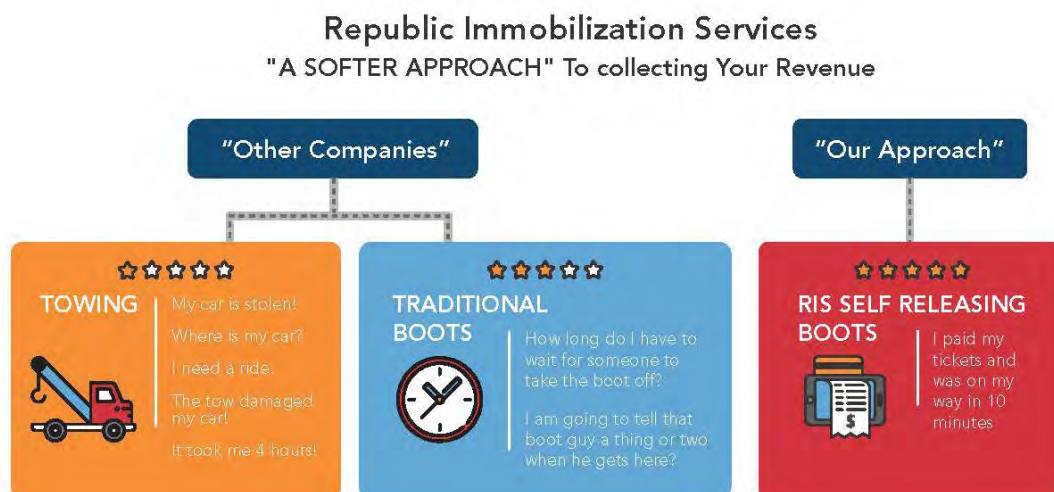 Republic Immobilization Services
"A SOFTER APPROACH" To collecting Your Revenue
"Other Companies"
"Our Approach"
TOWING
My car is stolen!
Where is my car?
I need a ride.
The tow damaged
my car!
It took me 4 hours!
TRADITIONAL
BOOTS
How long do I have to
wait for someone to
take the boot off?
I am going to tell that
boot guy a thing or two
when he gets here?
RIS SELF RELEASING
BOOTS
I paid my
tickets and
was on my
way in 10
minutes
$